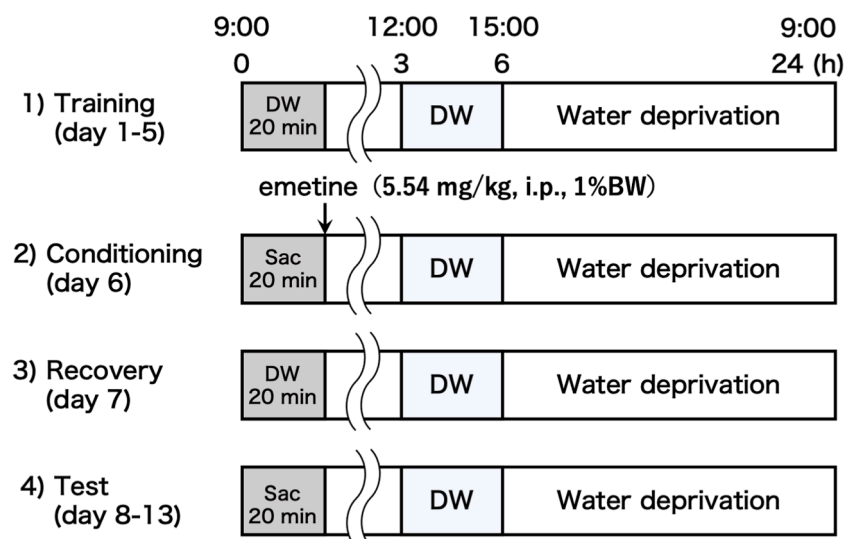 9:00 12:00 15:00 9:00
0 3 6 24 (h)
1) Training
(day 1-5)
DW
20 min
DW
Water deprivation
emetine（5.54 mg/kg, i.p., 1%BW）
2) Conditioning
(day 6)
Sac
20 min
DW
Water deprivation
3) Recovery
(day 7)
DW
20 min
DW
Water deprivation
4) Test
(day 8-13)
Sac
20 min
DW
Water deprivation